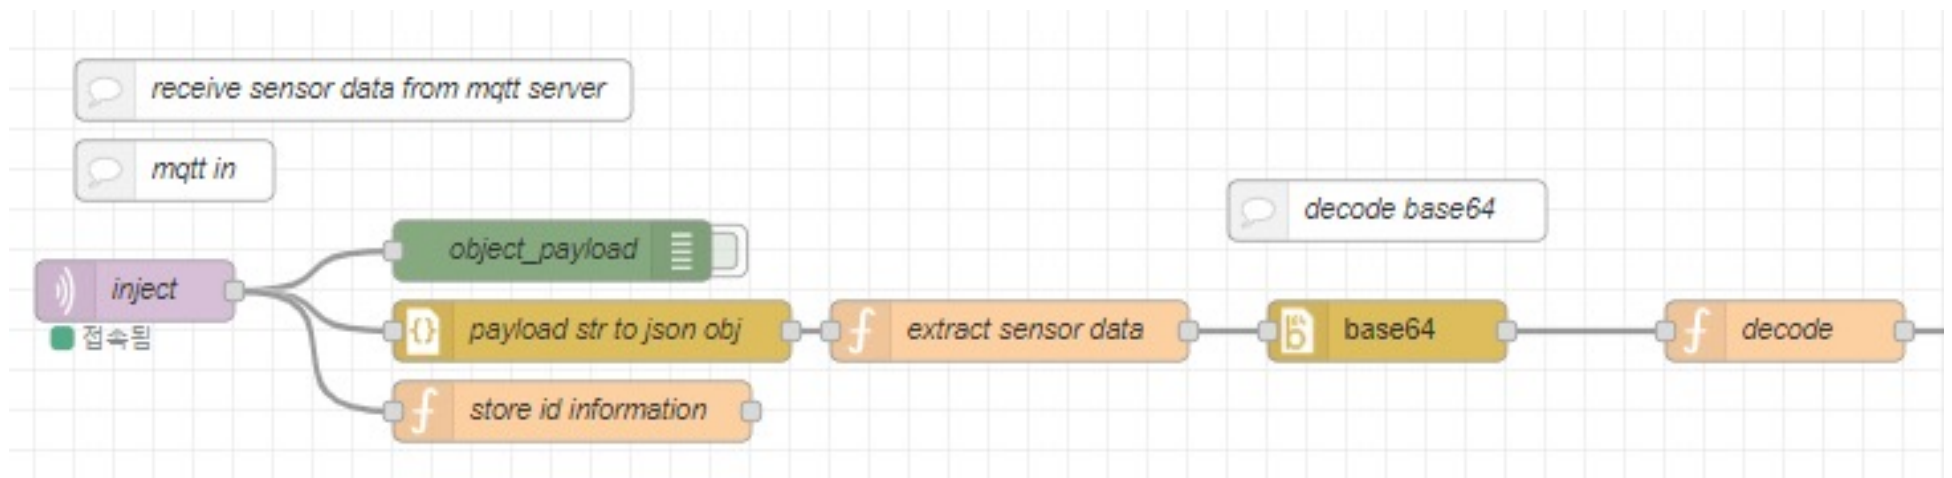 receive sensor data from mqtt server
mqtt in
decode base64
object_payload
inject
접속됨
payload str to json obj
extract sensor data
base64
decode
store id information